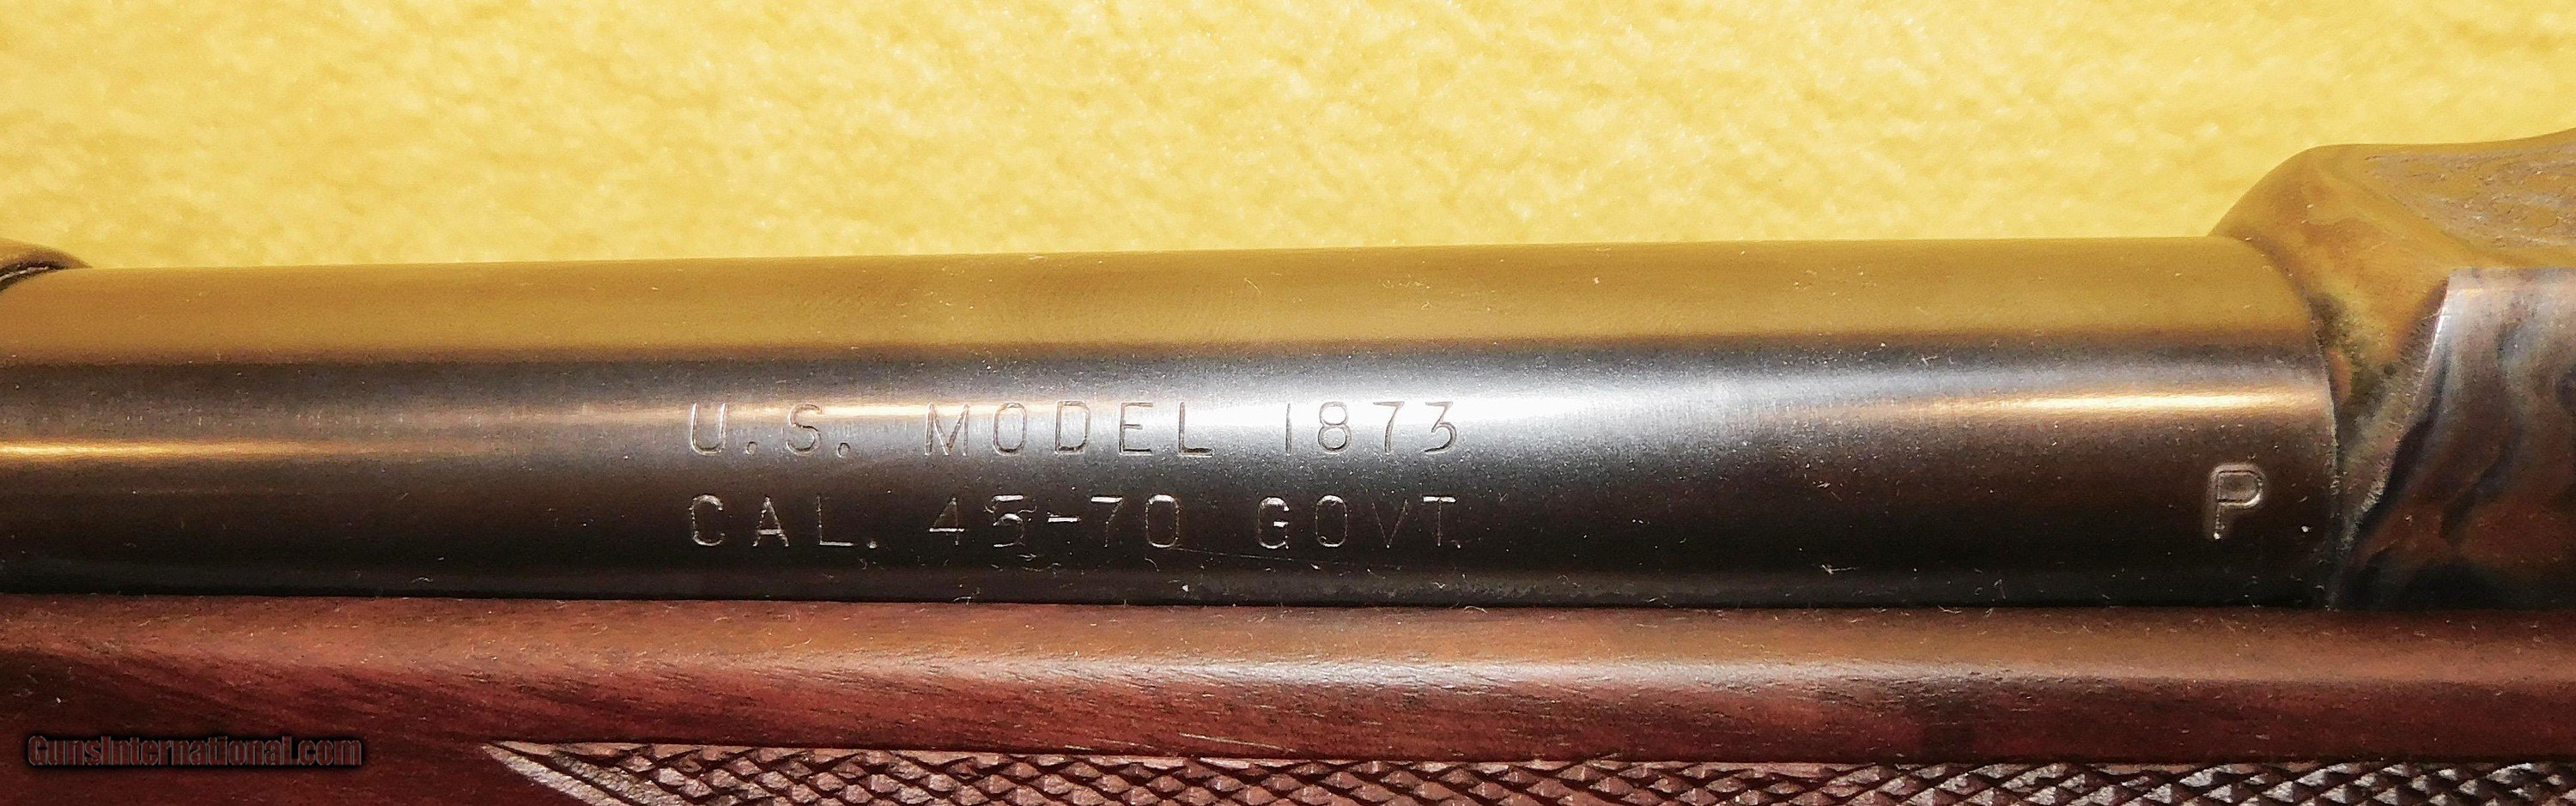 U.S. MODEL 1873
CAL. 45-70 GOVT.
P
GunsInternational.com